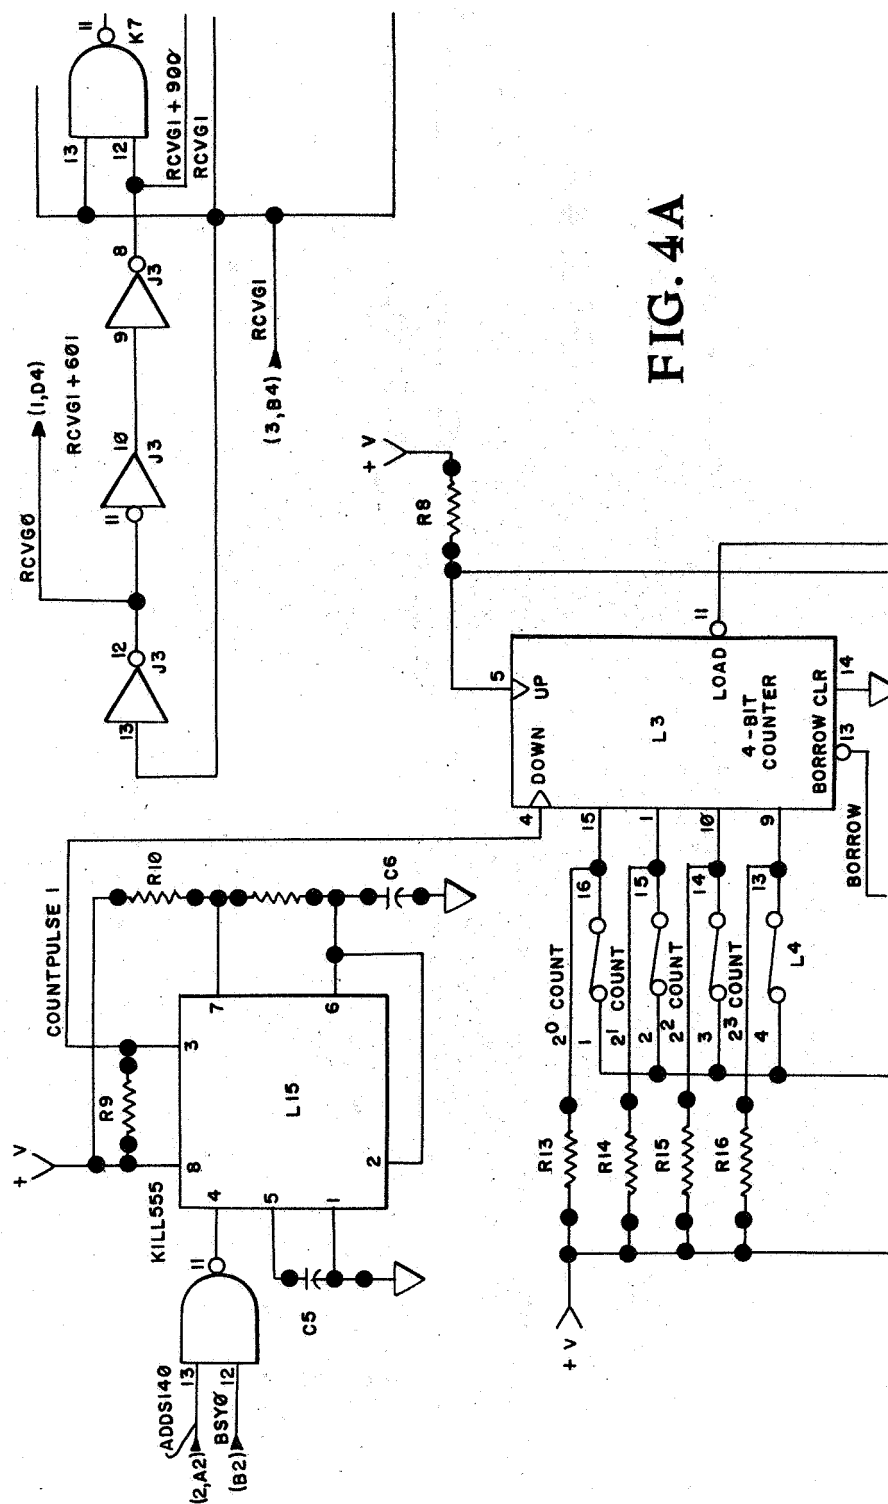 11
K7
13
12
RCVG1+900
RCVG1
8
J3
9
RCVG1
(3,B4)
(1,D4)
RCVG1+601
10
J3
11
RCVG0
12
J3
13
FIG. 4A
+ V
R8
5
UP
4
DOWN
L3
LOAD
11
4-BIT
COUNTER
BORROW
CLR
14
13
BORROW
15
1
10
9
16
15
14
13
2⁰ COUNT
1
2¹ COUNT
2
2² COUNT
3
2³ COUNT
4
L4
R13
R14
R15
R16
+ V
COUNTPULSE 1
R10
C6
7
6
3
R9
8
L15
2
+ V
KILL555
4
5
1
C5
11
ADDS140
13
(2,A2)
BSY0
12
(B2)